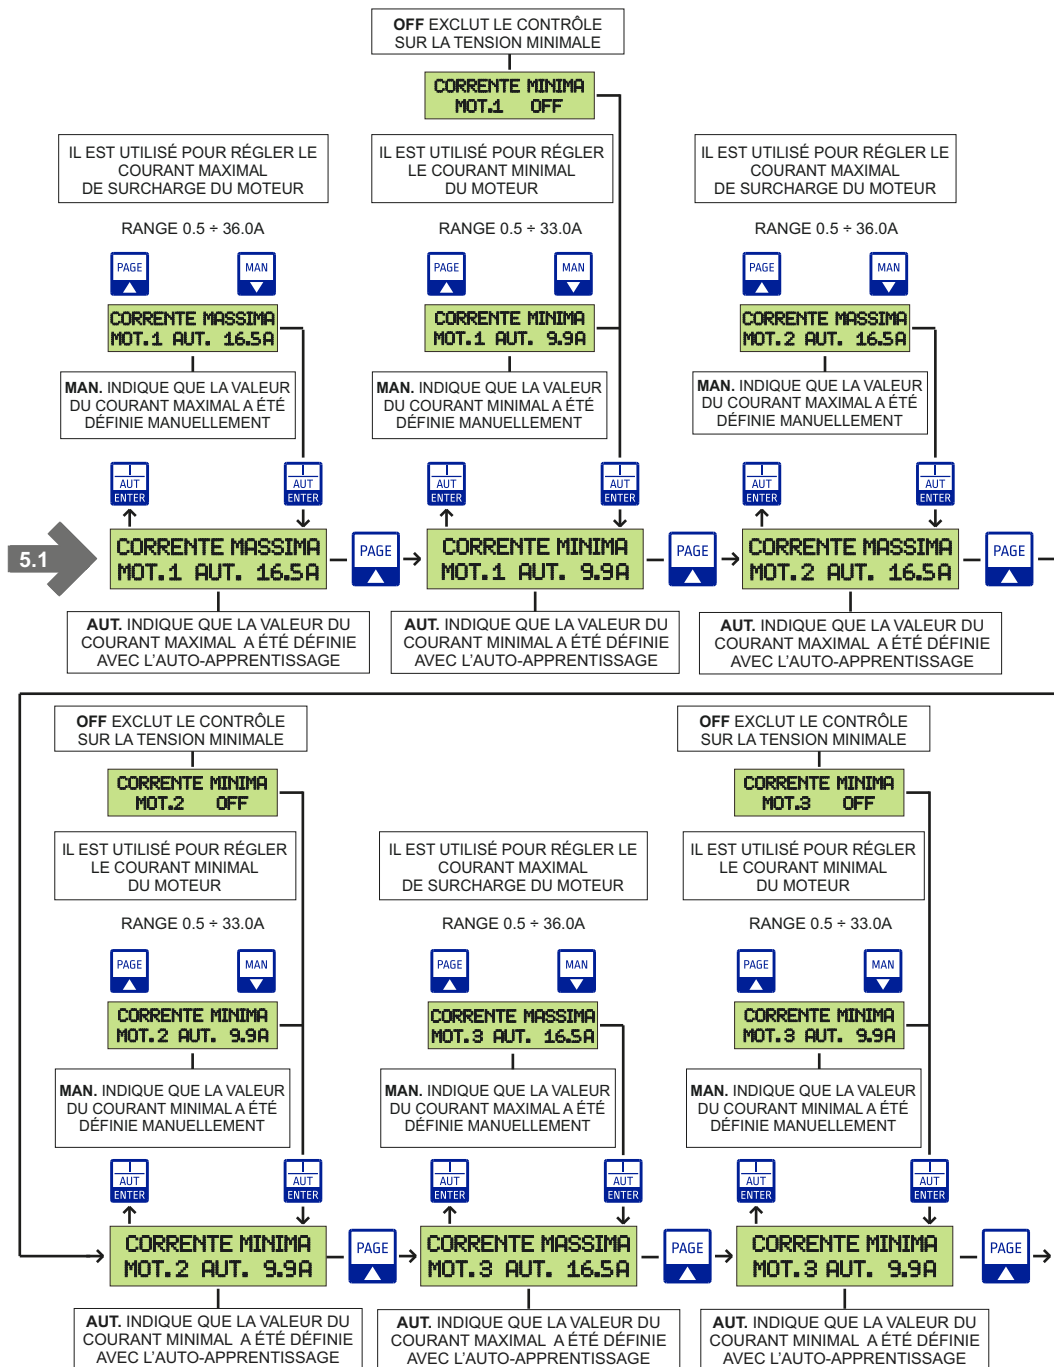 OFF EXCLUT LE CONTRÔLE
SUR LA TENSION MINIMALE
CORRENTE MINIMA
MOT.1 OFF
IL EST UTILISÉ POUR RÉGLER LE
COURANT MAXIMAL
DE SURCHARGE DU MOTEUR
RANGE 0.5 ÷ 36.0A
PAGE
MAN
CORRENTE MASSIMA
MOT.1 AUT. 16.5A
MAN. INDIQUE QUE LA VALEUR
DU COURANT MAXIMAL A ÉTÉ
DÉFINIE MANUELLEMENT
AUT
ENTER
AUT
ENTER
IL EST UTILISÉ POUR RÉGLER
LE COURANT MINIMAL
DU MOTEUR
RANGE 0.5 ÷ 33.0A
PAGE
MAN
CORRENTE MINIMA
MOT.1 AUT. 9.9A
MAN. INDIQUE QUE LA VALEUR
DU COURANT MINIMAL A ÉTÉ
DÉFINIE MANUELLEMENT
AUT
ENTER
AUT
ENTER
IL EST UTILISÉ POUR RÉGLER LE
COURANT MAXIMAL
DE SURCHARGE DU MOTEUR
RANGE 0.5 ÷ 36.0A
PAGE
MAN
CORRENTE MASSIMA
MOT.2 AUT. 16.5A
MAN. INDIQUE QUE LA VALEUR
DU COURANT MAXIMAL A ÉTÉ
DÉFINIE MANUELLEMENT
AUT
ENTER
AUT
ENTER
5.1
CORRENTE MASSIMA
MOT.1 AUT. 16.5A
PAGE
CORRENTE MINIMA
MOT.1 AUT. 9.9A
PAGE
CORRENTE MASSIMA
MOT.2 AUT. 16.5A
PAGE
AUT. INDIQUE QUE LA VALEUR DU
COURANT MAXIMAL A ÉTÉ DÉFINIE
AVEC L'AUTO-APPRENTISSAGE
AUT. INDIQUE QUE LA VALEUR DU
COURANT MINIMAL A ÉTÉ DÉFINIE
AVEC L'AUTO-APPRENTISSAGE
AUT. INDIQUE QUE LA VALEUR DU
COURANT MAXIMAL A ÉTÉ DÉFINIE
AVEC L'AUTO-APPRENTISSAGE
OFF EXCLUT LE CONTRÔLE
SUR LA TENSION MINIMALE
CORRENTE MINIMA
MOT.2 OFF
IL EST UTILISÉ POUR RÉGLER
LE COURANT MINIMAL
DU MOTEUR
RANGE 0.5 ÷ 33.0A
PAGE
MAN
CORRENTE MINIMA
MOT.2 AUT. 9.9A
MAN. INDIQUE QUE LA VALEUR
DU COURANT MINIMAL A ÉTÉ
DÉFINIE MANUELLEMENT
AUT
ENTER
AUT
ENTER
IL EST UTILISÉ POUR RÉGLER LE
COURANT MAXIMAL
DE SURCHARGE DU MOTEUR
RANGE 0.5 ÷ 36.0A
PAGE
MAN
CORRENTE MASSIMA
MOT.3 AUT. 16.5A
MAN. INDIQUE QUE LA VALEUR
DU COURANT MAXIMAL A ÉTÉ
DÉFINIE MANUELLEMENT
AUT
ENTER
AUT
ENTER
OFF EXCLUT LE CONTRÔLE
SUR LA TENSION MINIMALE
CORRENTE MINIMA
MOT.3 OFF
IL EST UTILISÉ POUR RÉGLER
LE COURANT MINIMAL
DU MOTEUR
RANGE 0.5 ÷ 33.0A
PAGE
MAN
CORRENTE MINIMA
MOT.3 AUT. 9.9A
MAN. INDIQUE QUE LA VALEUR
DU COURANT MINIMAL A ÉTÉ
DÉFINIE MANUELLEMENT
AUT
ENTER
AUT
ENTER
CORRENTE MINIMA
MOT.2 AUT. 9.9A
PAGE
CORRENTE MASSIMA
MOT.3 AUT. 16.5A
PAGE
CORRENTE MINIMA
MOT.3 AUT. 9.9A
PAGE
AUT. INDIQUE QUE LA VALEUR DU
COURANT MINIMAL A ÉTÉ DÉFINIE
AVEC L'AUTO-APPRENTISSAGE
AUT. INDIQUE QUE LA VALEUR DU
COURANT MAXIMAL A ÉTÉ DÉFINIE
AVEC L'AUTO-APPRENTISSAGE
AUT. INDIQUE QUE LA VALEUR DU
COURANT MINIMAL A ÉTÉ DÉFINIE
AVEC L'AUTO-APPRENTISSAGE